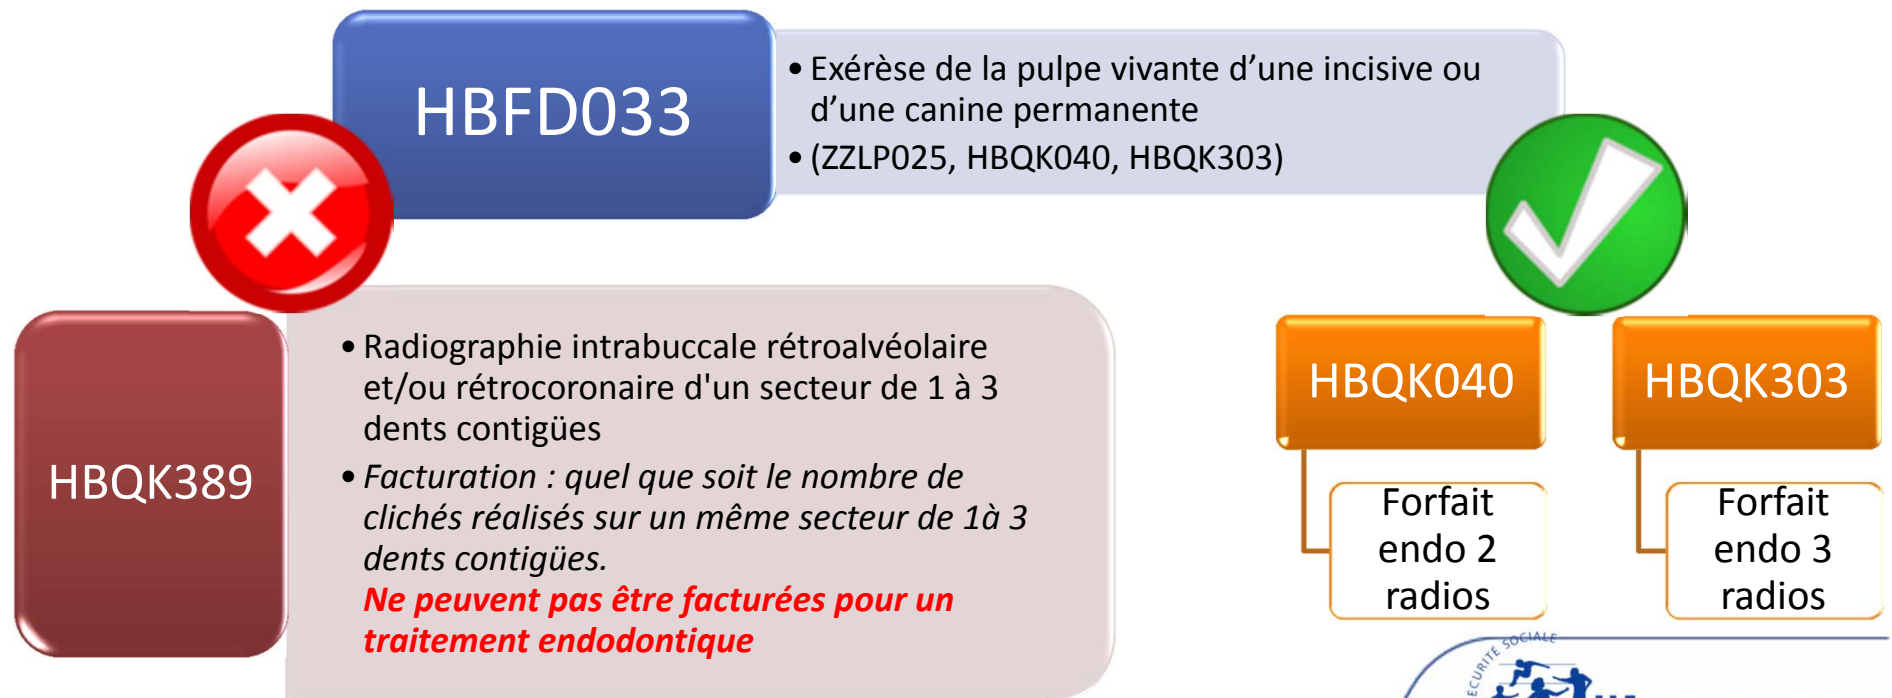 HBFD033
• Exérèse de la pulpe vivante d’une incisive ou
d’une canine permanente
• (ZZLP025, HBQK040, HBQK303)
HBQK389
• Radiographie intrabuccale rétroalvéolaire
et/ou rétrocoronaire d'un secteur de 1 à 3
dents contigües
• Facturation : quel que soit le nombre de
clichés réalisés sur un même secteur de 1à 3
dents contigües.
Ne peuvent pas être facturées pour un
traitement endodontique
HBQK040
Forfait
endo 2
radios
HBQK303
Forfait
endo 3
radios
SÉCURITÉ SOCIALE